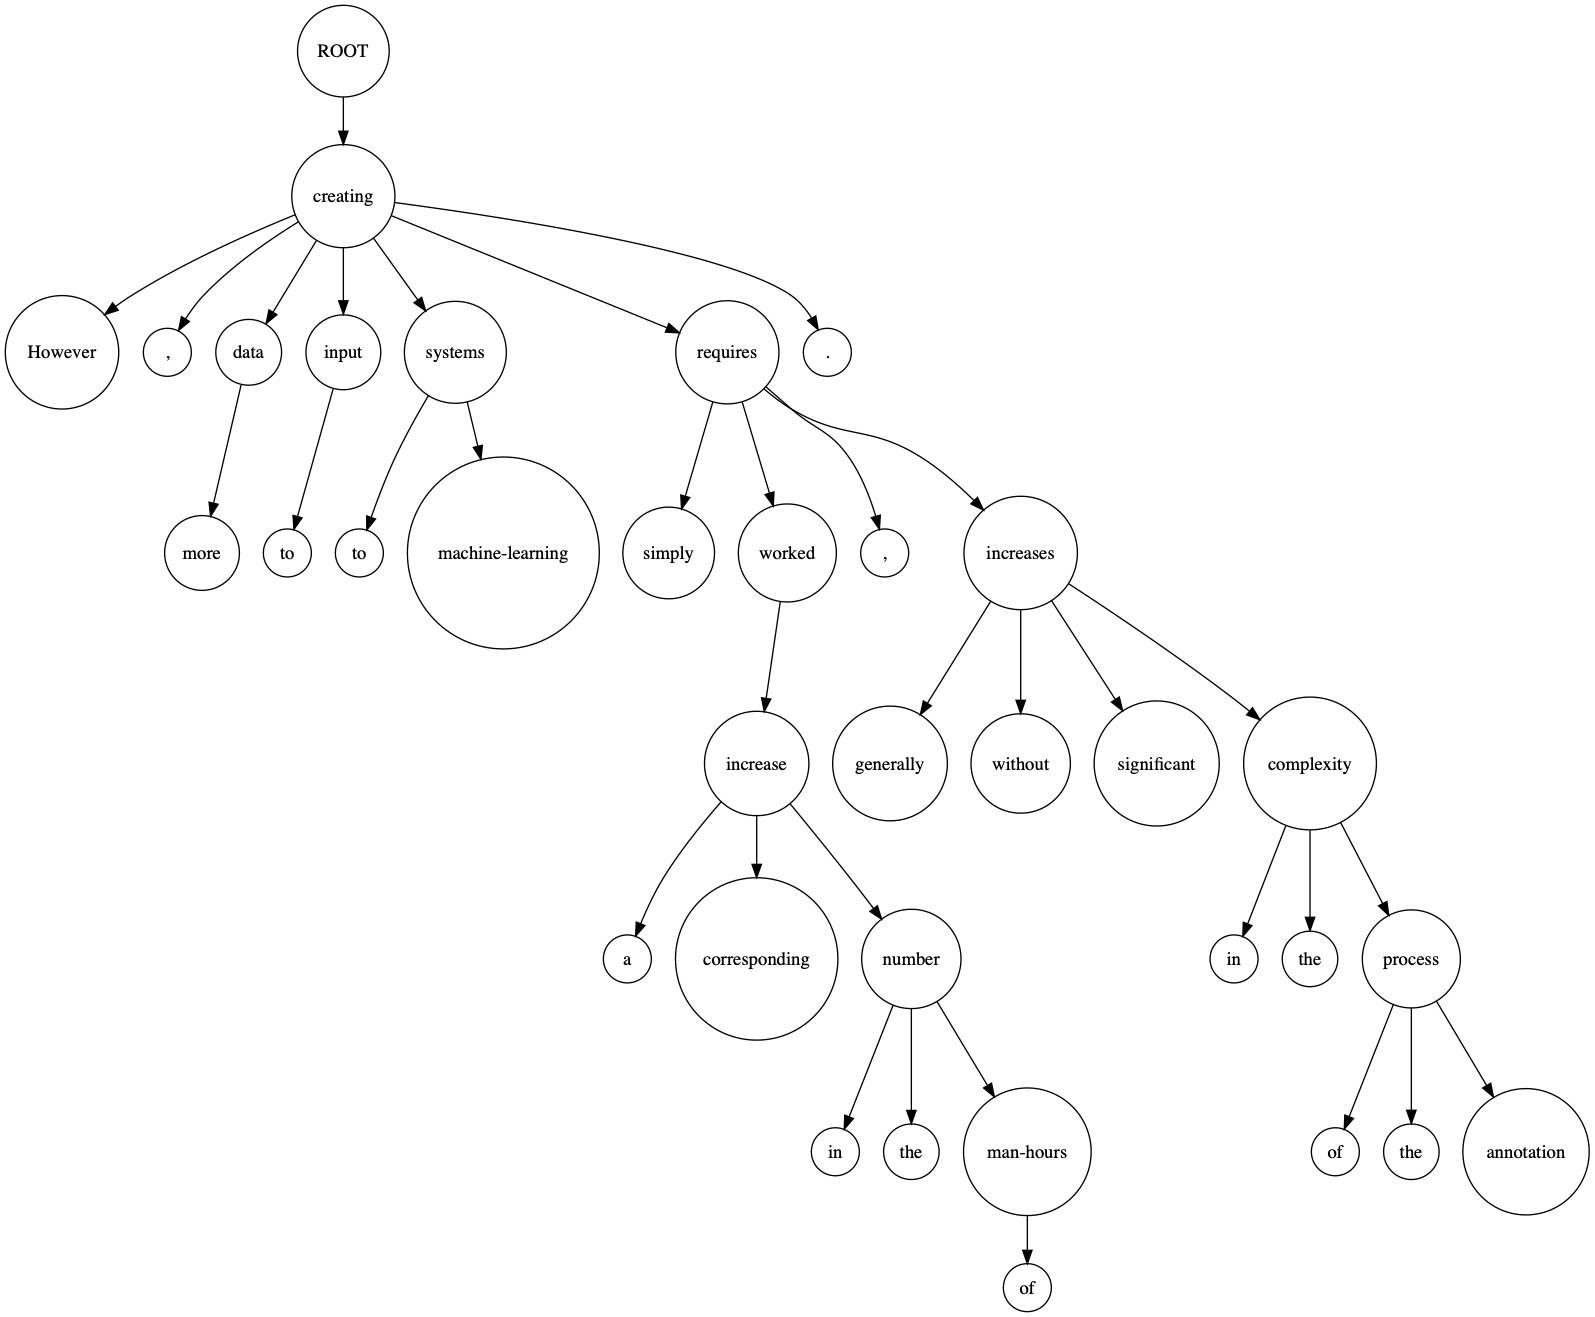 ROOT
creating
However
,
data
input
systems
requires
.
more
to
to
machine-learning
simply
worked
,
increases
increase
generally
without
significant
complexity
a
corresponding
number
in
the
process
in
the
man-hours
of
the
annotation
of